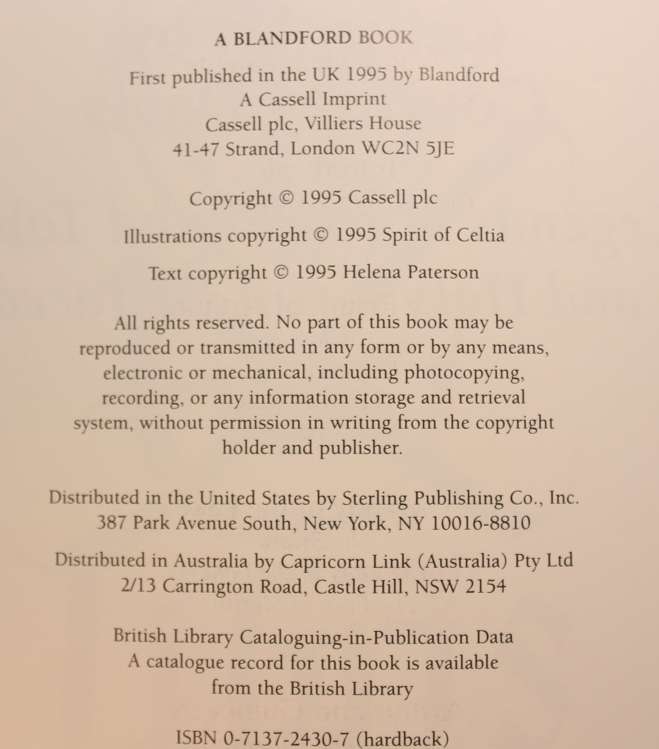 A BLANDFORD BOOK
First published in the UK 1995 by Blandford
A Cassell Imprint
Cassell plc, Villiers House
41-47 Strand, London WC2N 5JE
Copyright © 1995 Cassell plc
Illustrations copyright © 1995 Spirit of Celtia
Text copyright © 1995 Helena Paterson
All rights reserved. No part of this book may be
reproduced or transmitted in any form or by any means,
electronic or mechanical, including photocopying,
recording, or any information storage and retrieval
system, without permission in writing from the copyright
holder and publisher.
Distributed in the United States by Sterling Publishing Co., Inc.
387 Park Avenue South, New York, NY 10016-8810
Distributed in Australia by Capricorn Link (Australia) Pty Ltd
2/13 Carrington Road, Castle Hill, NSW 2154
British Library Cataloguing-in-Publication Data
A catalogue record for this book is available
from the British Library
ISBN 0-7137-2430-7 (hardback)